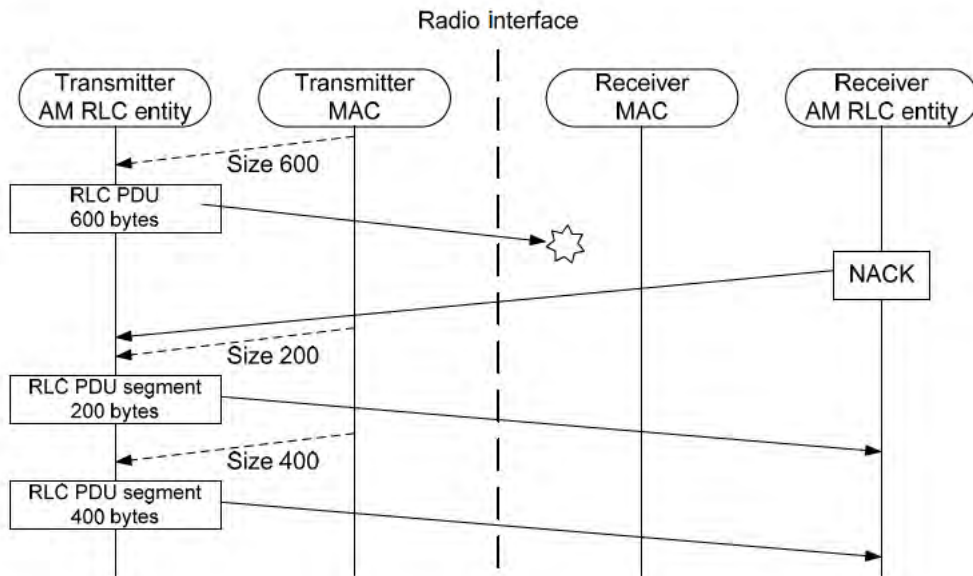 Radio interface
Transmitter
AM RLC entity
Transmitter
MAC
Receiver
MAC
Receiver
AM RLC entity
Size 600
RLC PDU
600 bytes
NACK
Size 200
RLC PDU segment
200 bytes
Size 400
RLC PDU segment
400 bytes